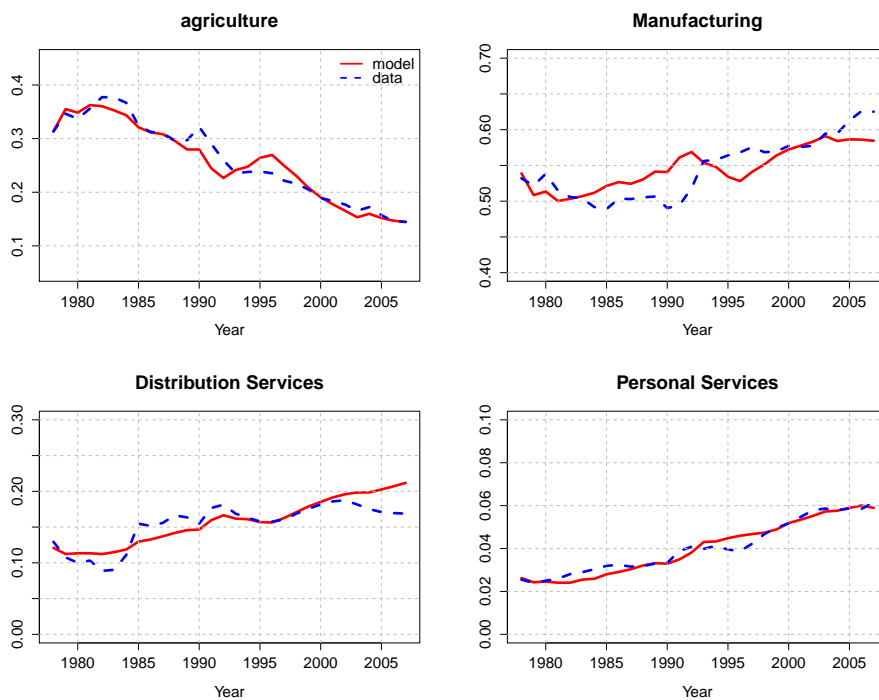 agriculture
0.1 0.2 0.3 0.4
model
data
1980 1985 1990 1995 2000 2005
Year
Manufacturing
0.40 0.50 0.60 0.70
1980 1985 1990 1995 2000 2005
Year
Distribution Services
0.00 0.10 0.20 0.30
1980 1985 1990 1995 2000 2005
Year
Personal Services
0.00 0.02 0.04 0.06 0.08 0.10
1980 1985 1990 1995 2000 2005
Year